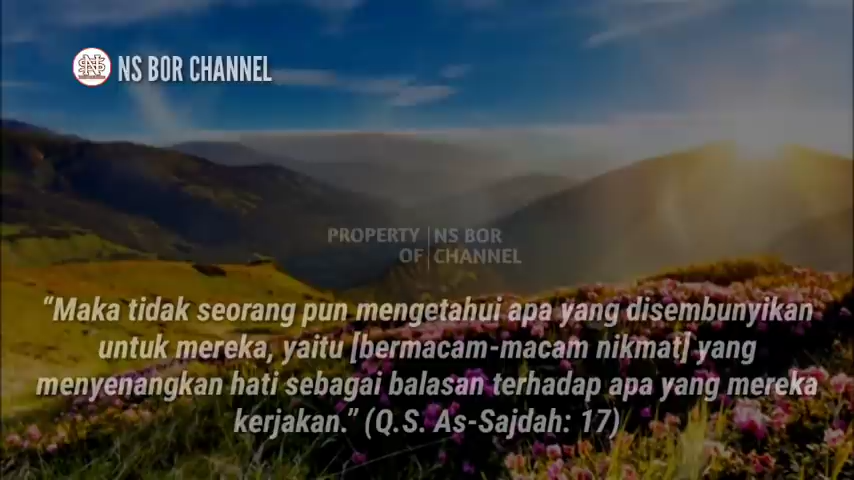 NS BOR CHANNEL
PROPERTY OF | NS BOR CHANNEL
“Maka tidak seorang pun mengetahui apa yang disembunyikan
untuk mereka, yaitu [bermacam-macam nikmat] yang
menyenangkan hati sebagai balasan terhadap apa yang mereka
kerjakan.” (Q.S. As-Sajdah: 17)